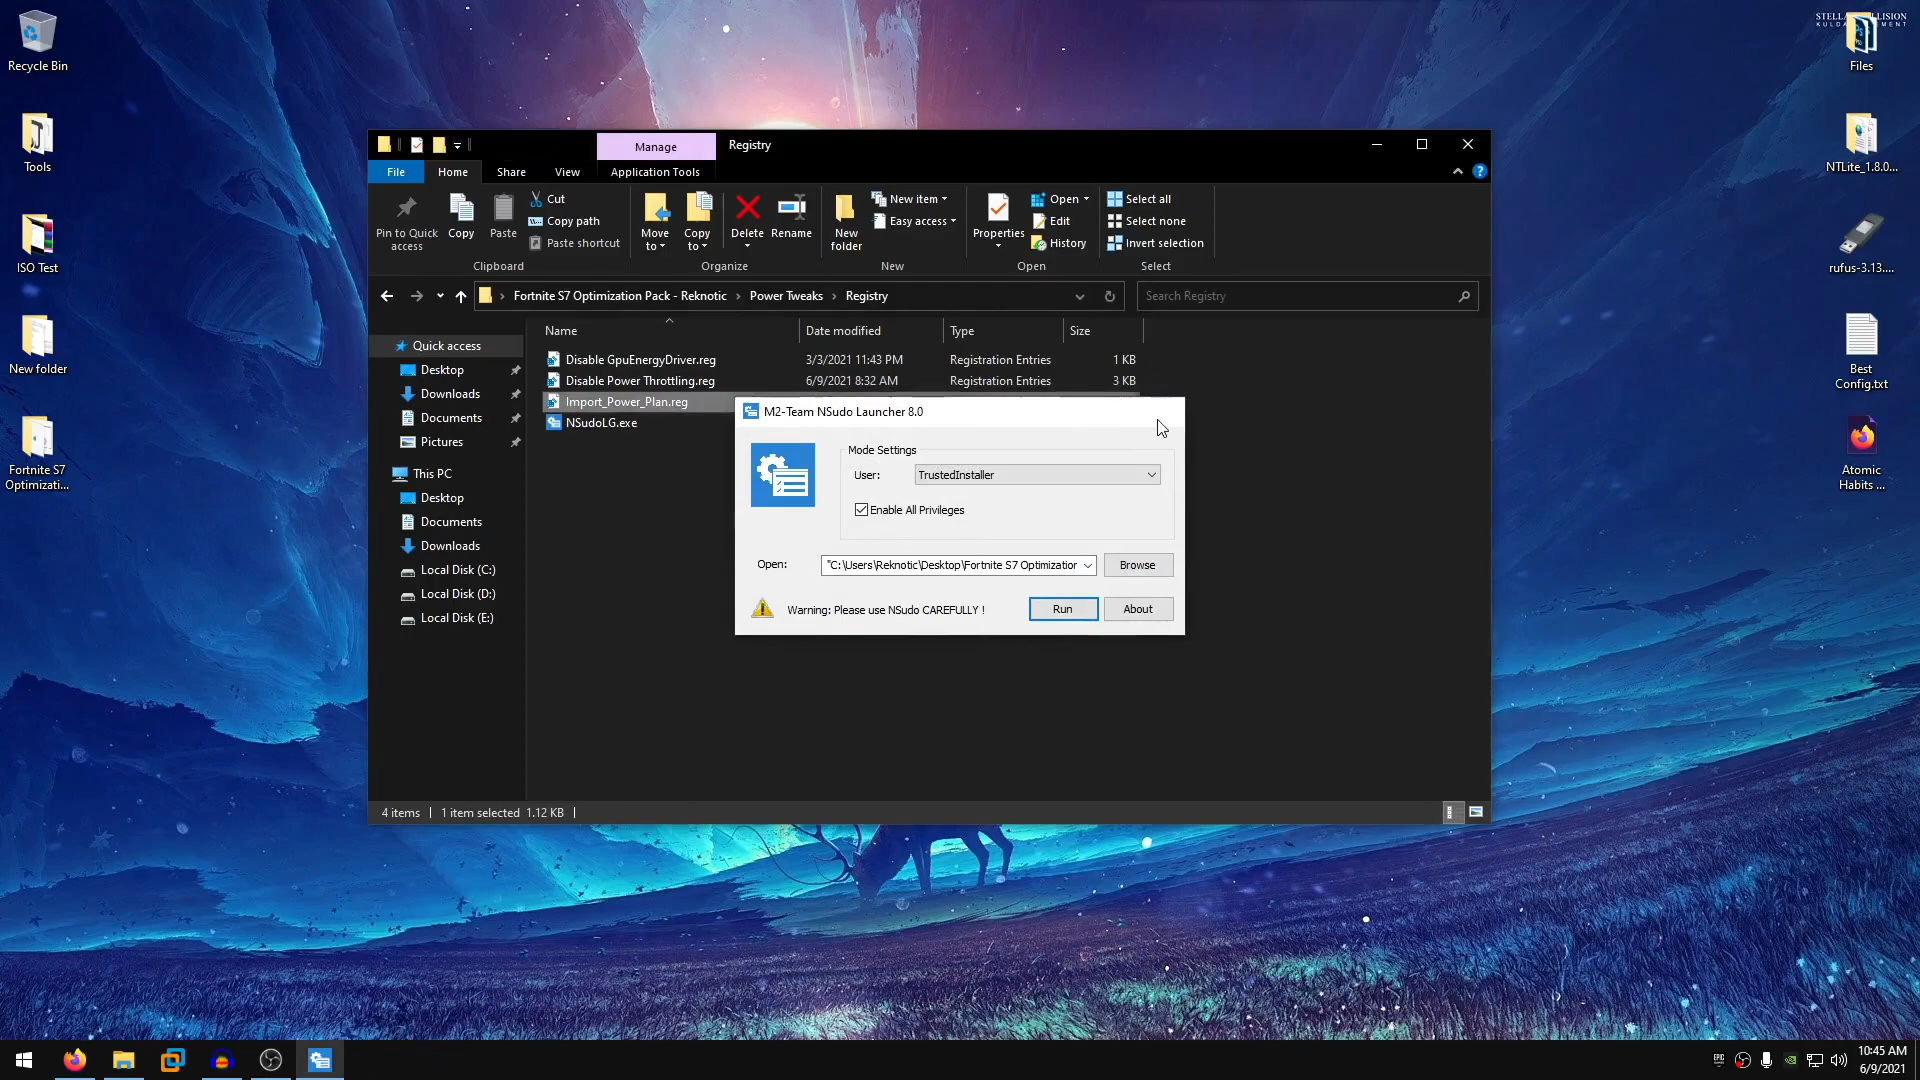 Recycle Bin
Tools
ISO Test
New folder
Fortnite S7
Optimizati...
Files
NTLite_1.8.0...
rufus-3.13....
Best
Config.txt
Atomic
Habits ...
Manage
Registry
File
Home
Share
View
Application Tools
Pin to Quick
access
Copy
Paste
Cut
Copy path
Paste shortcut
Clipboard
Move
to
Copy
to
Delete
Rename
Organize
New
folder
New item
Easy access
New
Properties
Open
Edit
History
Open
Select all
Select none
Invert selection
Select
Fortnite S7 Optimization Pack - Reknotic > Power Tweaks > Registry
Search Registry
Name
Date modified
Type
Size
Disable GpuEnergyDriver.reg 3/3/2021 11:43 PM Registration Entries 1 KB
Disable Power Throttling.reg 6/9/2021 8:32 AM Registration Entries 3 KB
Import_Power_Plan.reg
NSudoLG.exe
Quick access
Desktop
Downloads
Documents
Pictures
This PC
Desktop
Documents
Downloads
Local Disk (C:)
Local Disk (D:)
Local Disk (E:)
M2-Team NSudo Launcher 8.0
Mode Settings
User: TrustedInstaller
Enable All Privileges
Open: "C:\Users\Reknotic\Desktop\Fortnite S7 Optimization
Browse
Warning: Please use NSudo CAREFULLY !
Run
About
4 items
1 item selected 1.12 KB
EPIC
10:45 AM
6/9/2021